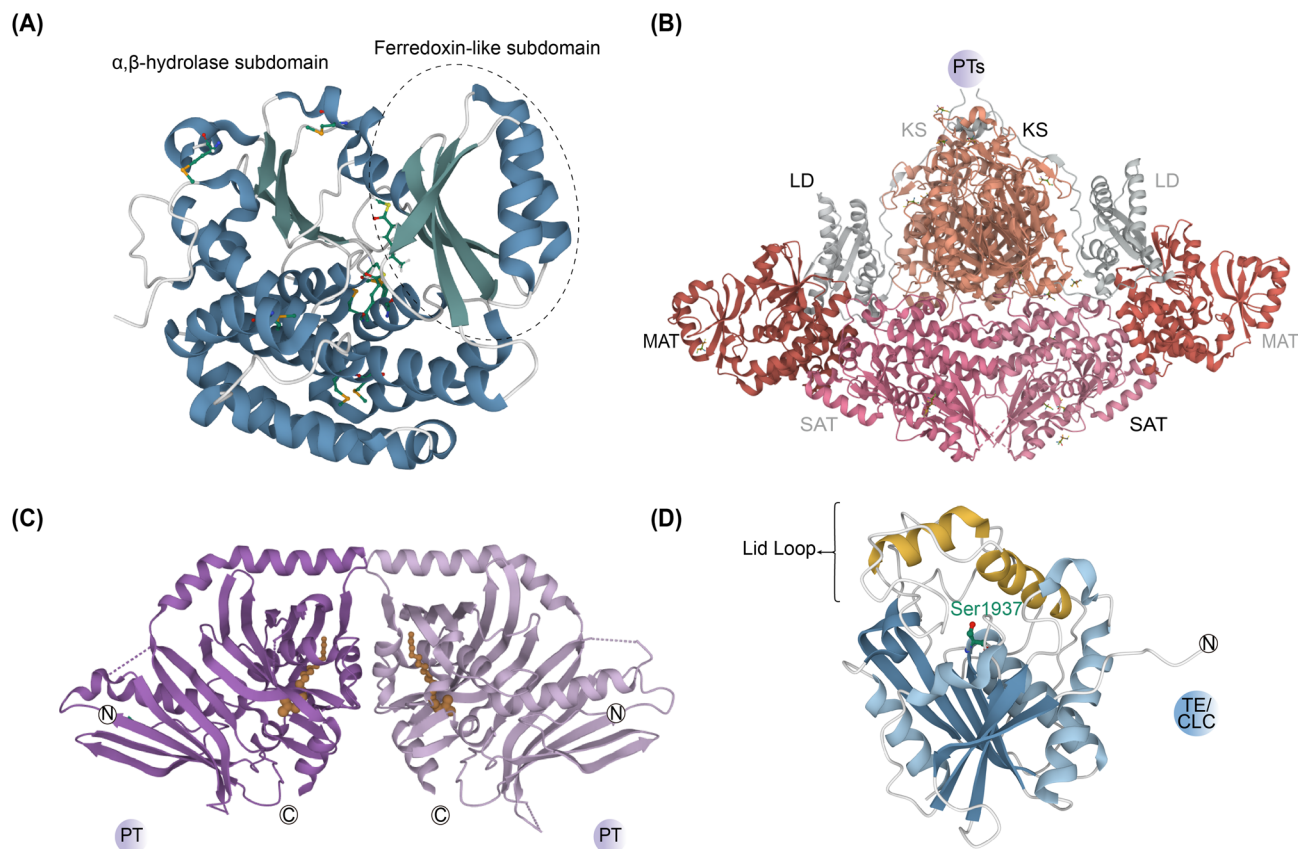 (A)
α,β-hydrolase subdomain
Ferredoxin-like subdomain
(B)
PTs
KS
KS
LD
LD
MAT
MAT
SAT
SAT
(C)
N
N
C
C
PT
PT
(D)
Lid Loop
Ser1937
N
TE/
CLC